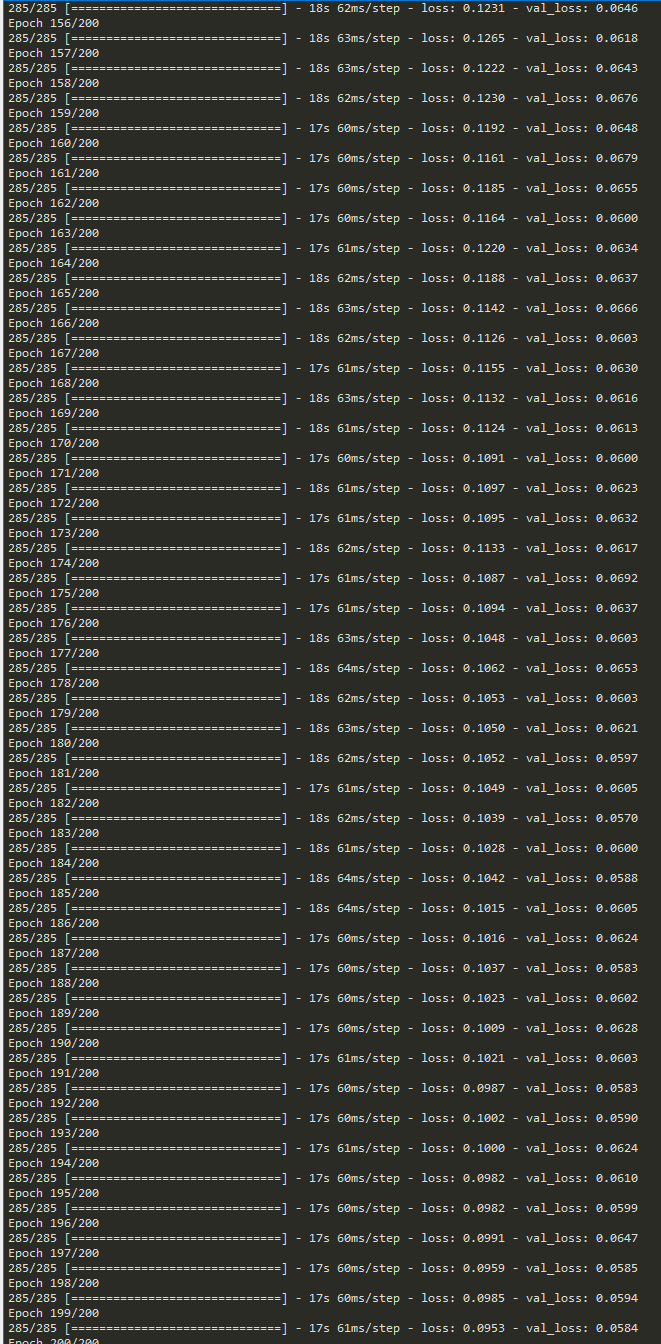 285/285 [==============================] - 18s 62ms/step - loss: 0.1231 - val_loss: 0.0646
Epoch 156/200
285/285 [==============================] - 18s 63ms/step - loss: 0.1265 - val_loss: 0.0618
Epoch 157/200
285/285 [==============================] - 18s 63ms/step - loss: 0.1222 - val_loss: 0.0643
Epoch 158/200
285/285 [==============================] - 18s 62ms/step - loss: 0.1230 - val_loss: 0.0676
Epoch 159/200
285/285 [==============================] - 17s 60ms/step - loss: 0.1192 - val_loss: 0.0648
Epoch 160/200
285/285 [==============================] - 17s 60ms/step - loss: 0.1161 - val_loss: 0.0679
Epoch 161/200
285/285 [==============================] - 17s 60ms/step - loss: 0.1185 - val_loss: 0.0655
Epoch 162/200
285/285 [==============================] - 17s 60ms/step - loss: 0.1164 - val_loss: 0.0600
Epoch 163/200
285/285 [==============================] - 17s 61ms/step - loss: 0.1220 - val_loss: 0.0634
Epoch 164/200
285/285 [==============================] - 18s 62ms/step - loss: 0.1188 - val_loss: 0.0637
Epoch 165/200
285/285 [==============================] - 18s 63ms/step - loss: 0.1142 - val_loss: 0.0666
Epoch 166/200
285/285 [==============================] - 18s 62ms/step - loss: 0.1126 - val_loss: 0.0603
Epoch 167/200
285/285 [==============================] - 17s 61ms/step - loss: 0.1155 - val_loss: 0.0630
Epoch 168/200
285/285 [==============================] - 18s 63ms/step - loss: 0.1132 - val_loss: 0.0616
Epoch 169/200
285/285 [==============================] - 18s 61ms/step - loss: 0.1124 - val_loss: 0.0613
Epoch 170/200
285/285 [==============================] - 17s 60ms/step - loss: 0.1091 - val_loss: 0.0600
Epoch 171/200
285/285 [==============================] - 18s 61ms/step - loss: 0.1097 - val_loss: 0.0623
Epoch 172/200
285/285 [==============================] - 17s 61ms/step - loss: 0.1095 - val_loss: 0.0632
Epoch 173/200
285/285 [==============================] - 18s 62ms/step - loss: 0.1133 - val_loss: 0.0617
Epoch 174/200
285/285 [==============================] - 17s 61ms/step - loss: 0.1087 - val_loss: 0.0692
Epoch 175/200
285/285 [==============================] - 17s 61ms/step - loss: 0.1094 - val_loss: 0.0637
Epoch 176/200
285/285 [==============================] - 18s 63ms/step - loss: 0.1048 - val_loss: 0.0603
Epoch 177/200
285/285 [==============================] - 18s 64ms/step - loss: 0.1062 - val_loss: 0.0653
Epoch 178/200
285/285 [==============================] - 18s 62ms/step - loss: 0.1053 - val_loss: 0.0603
Epoch 179/200
285/285 [==============================] - 18s 63ms/step - loss: 0.1050 - val_loss: 0.0621
Epoch 180/200
285/285 [==============================] - 18s 62ms/step - loss: 0.1052 - val_loss: 0.0597
Epoch 181/200
285/285 [==============================] - 17s 61ms/step - loss: 0.1049 - val_loss: 0.0605
Epoch 182/200
285/285 [==============================] - 18s 62ms/step - loss: 0.1039 - val_loss: 0.0570
Epoch 183/200
285/285 [==============================] - 18s 61ms/step - loss: 0.1028 - val_loss: 0.0600
Epoch 184/200
285/285 [==============================] - 18s 64ms/step - loss: 0.1042 - val_loss: 0.0588
Epoch 185/200
285/285 [==============================] - 18s 64ms/step - loss: 0.1015 - val_loss: 0.0605
Epoch 186/200
285/285 [==============================] - 17s 60ms/step - loss: 0.1016 - val_loss: 0.0624
Epoch 187/200
285/285 [==============================] - 17s 60ms/step - loss: 0.1037 - val_loss: 0.0583
Epoch 188/200
285/285 [==============================] - 17s 60ms/step - loss: 0.1023 - val_loss: 0.0602
Epoch 189/200
285/285 [==============================] - 17s 60ms/step - loss: 0.1009 - val_loss: 0.0628
Epoch 190/200
285/285 [==============================] - 17s 61ms/step - loss: 0.1021 - val_loss: 0.0603
Epoch 191/200
285/285 [==============================] - 17s 60ms/step - loss: 0.0987 - val_loss: 0.0583
Epoch 192/200
285/285 [==============================] - 17s 60ms/step - loss: 0.1002 - val_loss: 0.0590
Epoch 193/200
285/285 [==============================] - 17s 61ms/step - loss: 0.1000 - val_loss: 0.0624
Epoch 194/200
285/285 [==============================] - 17s 60ms/step - loss: 0.0982 - val_loss: 0.0610
Epoch 195/200
285/285 [==============================] - 17s 60ms/step - loss: 0.0982 - val_loss: 0.0599
Epoch 196/200
285/285 [==============================] - 17s 60ms/step - loss: 0.0991 - val_loss: 0.0647
Epoch 197/200
285/285 [==============================] - 17s 60ms/step - loss: 0.0959 - val_loss: 0.0585
Epoch 198/200
285/285 [==============================] - 17s 60ms/step - loss: 0.0985 - val_loss: 0.0594
Epoch 199/200
285/285 [==============================] - 17s 61ms/step - loss: 0.0953 - val_loss: 0.0584
Epoch 200/200